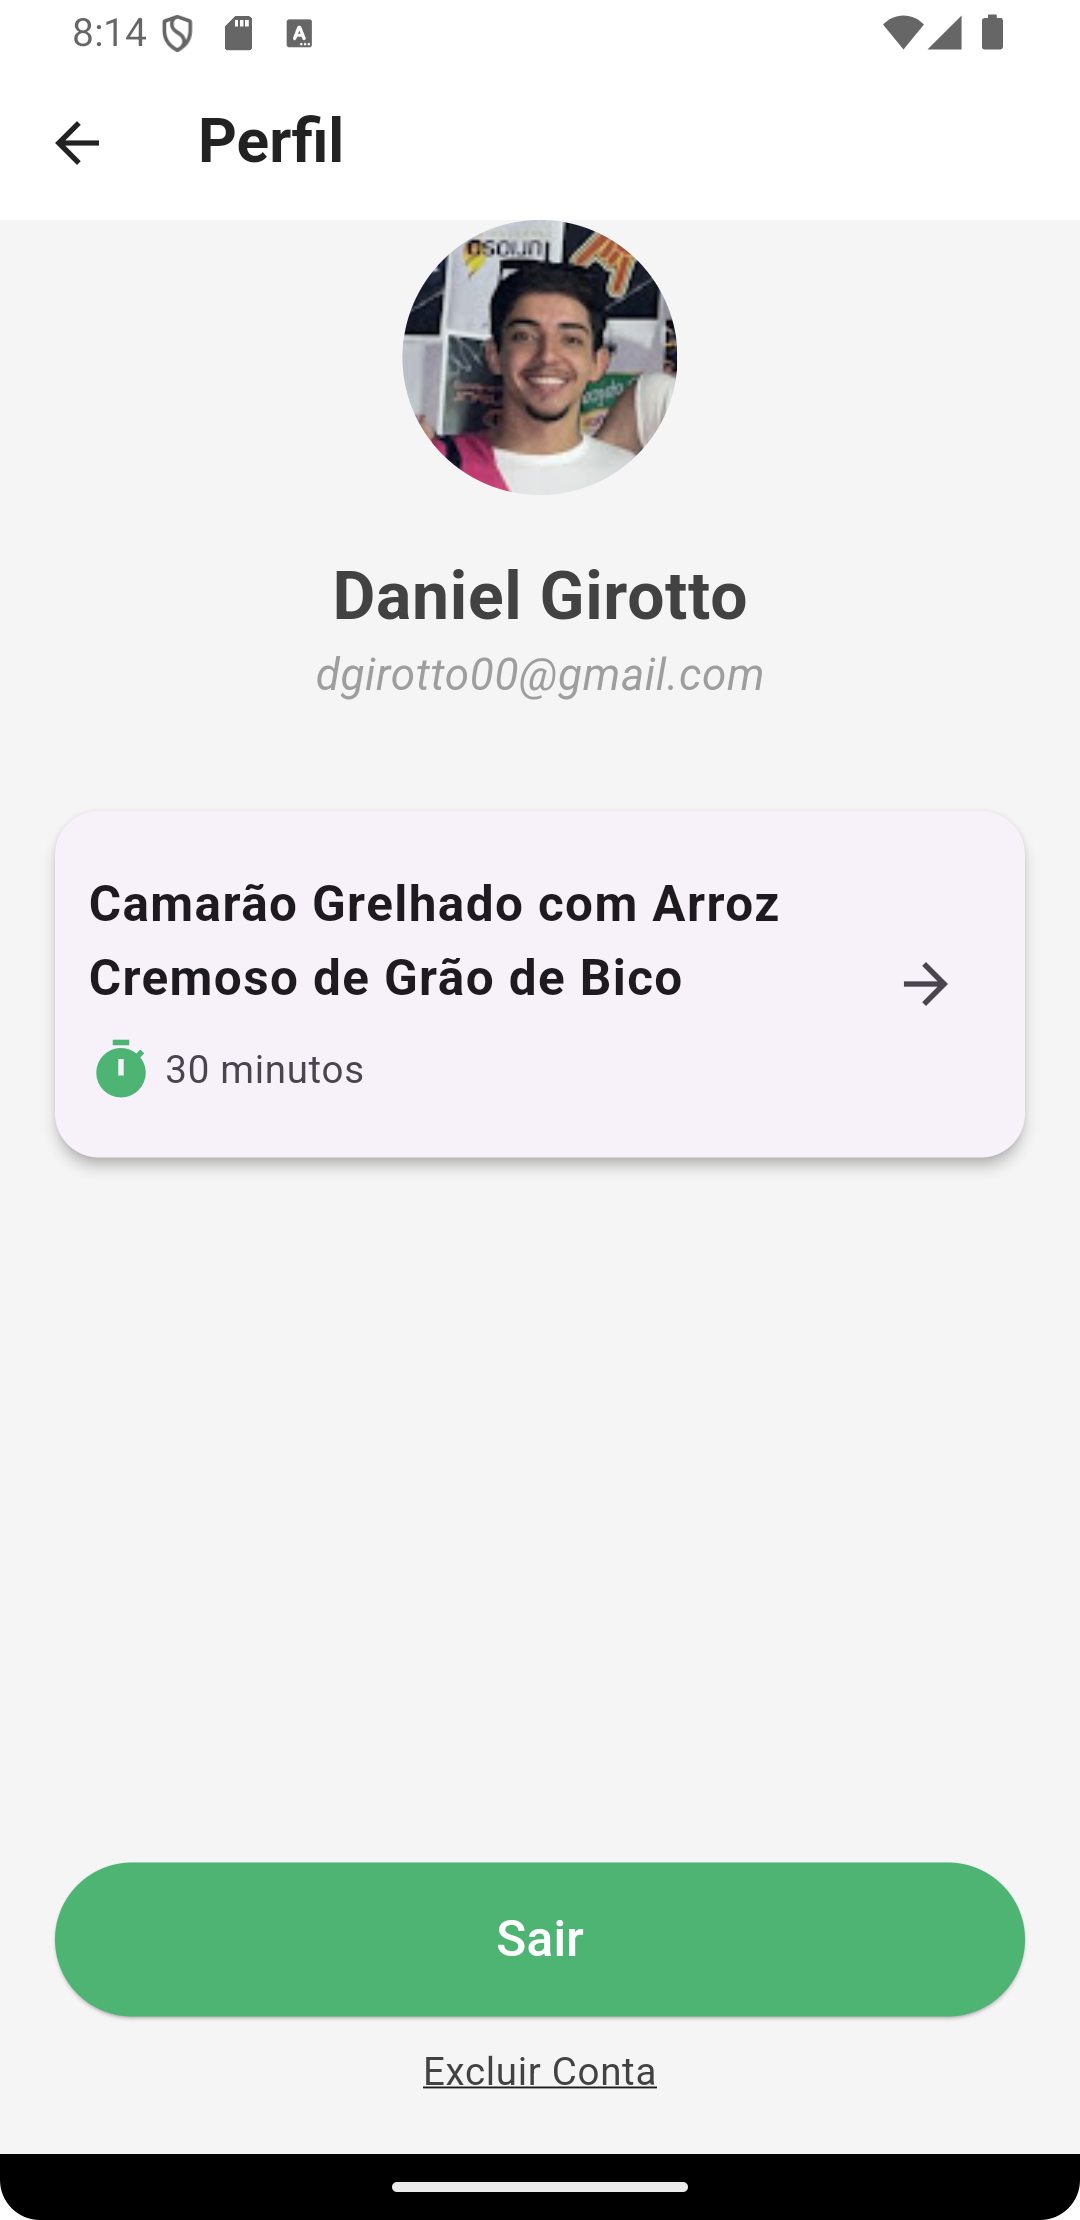 8:14
Perfil
Daniel Girotto
dgirotto00@gmail.com
Camarão Grelhado com Arroz
Cremoso de Grão de Bico
30 minutos
Sair
Excluir Conta